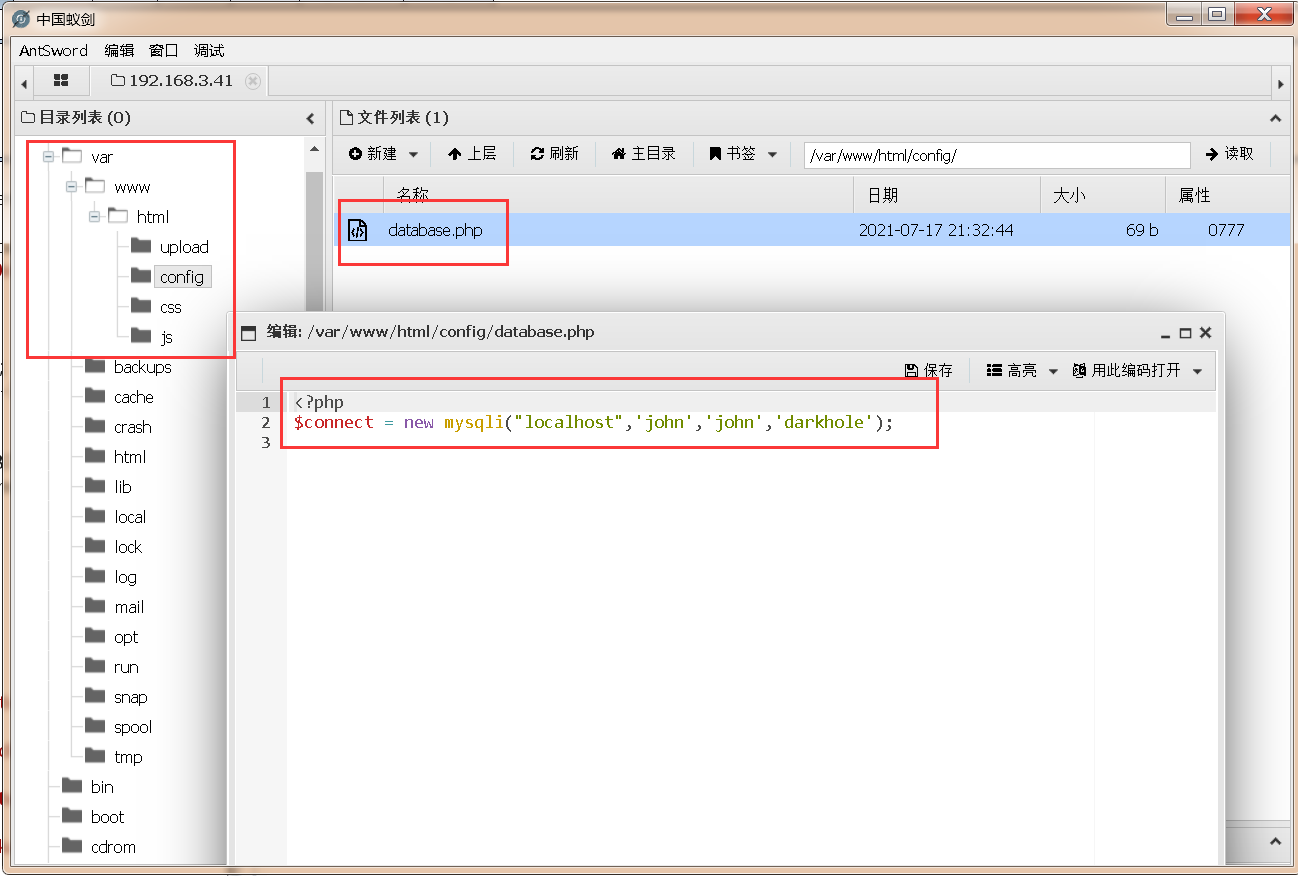 中国蚁剑
AntSword 编辑 窗口 调试
192.168.3.41
目录列表 (0)
文件列表 (1)
新建 上层 刷新 主目录 书签 /var/www/html/config/ 读取
名称 日期 大小 属性
database.php 2021-07-17 21:32:44 69 b 0777
var
www
html
upload
config
css
js
backups
cache
crash
html
lib
local
lock
log
mail
opt
run
snap
spool
tmp
bin
boot
cdrom
编辑: /var/www/html/config/database.php
保存 高亮 用此编码打开
1 <?php
2 $connect = new mysqli("localhost",'john','john','darkhole');
3